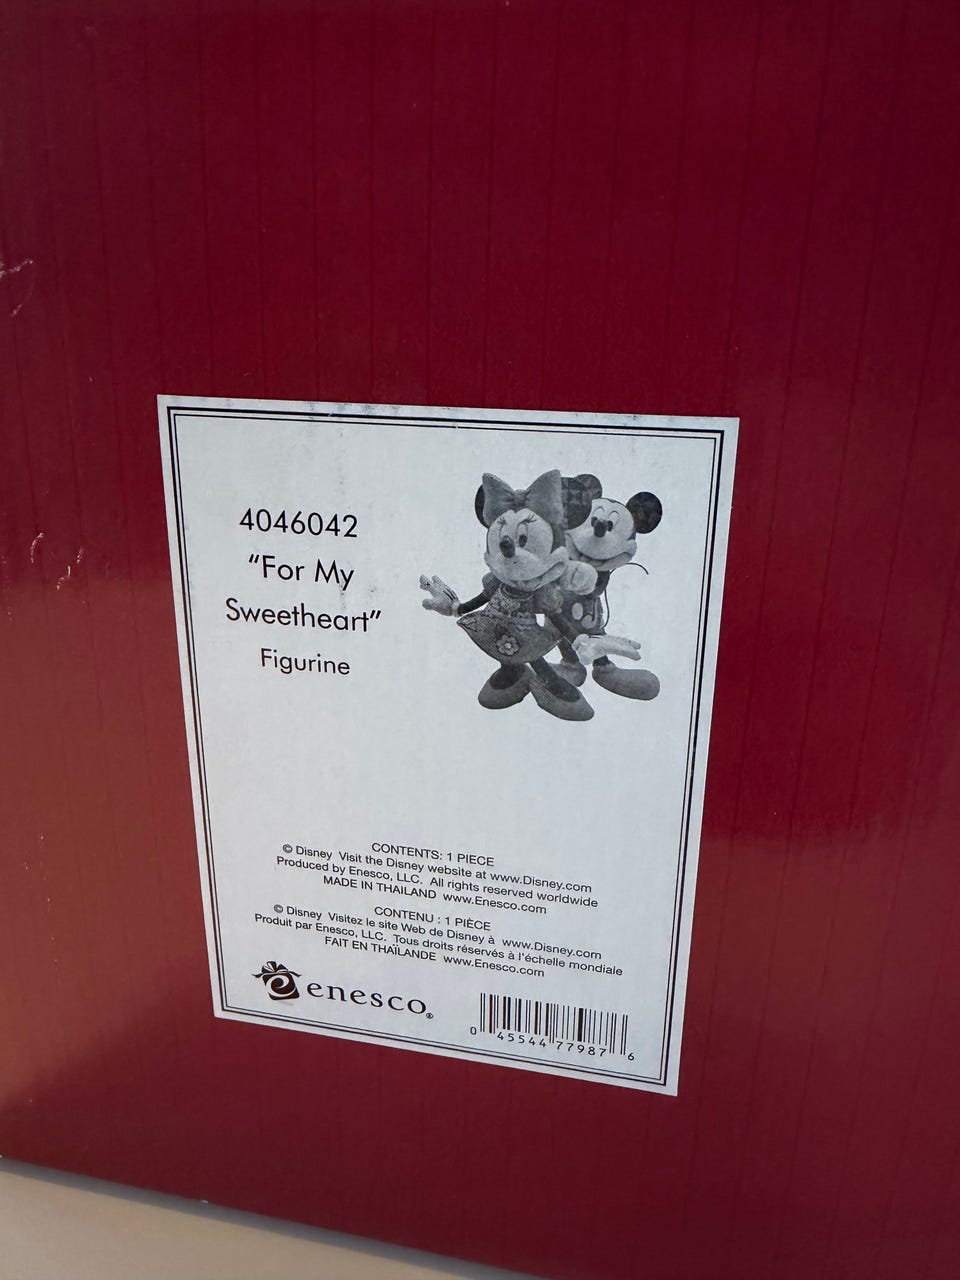 4046042
“For My
Sweetheart”
Figurine
CONTENTS: 1 PIECE
© Disney Visit the Disney website at www.Disney.com
Produced by Enesco, LLC. All rights reserved worldwide
MADE IN THAILAND www.Enesco.com
CONTENU : 1 PIÈCE
© Disney Visitez le site Web de Disney à www.Disney.com
Produit par Enesco, LLC. Tous droits réservés à l'échelle mondiale
FAIT EN THAÏLANDE www.Enesco.com
enesco®
0 45544 77987 6